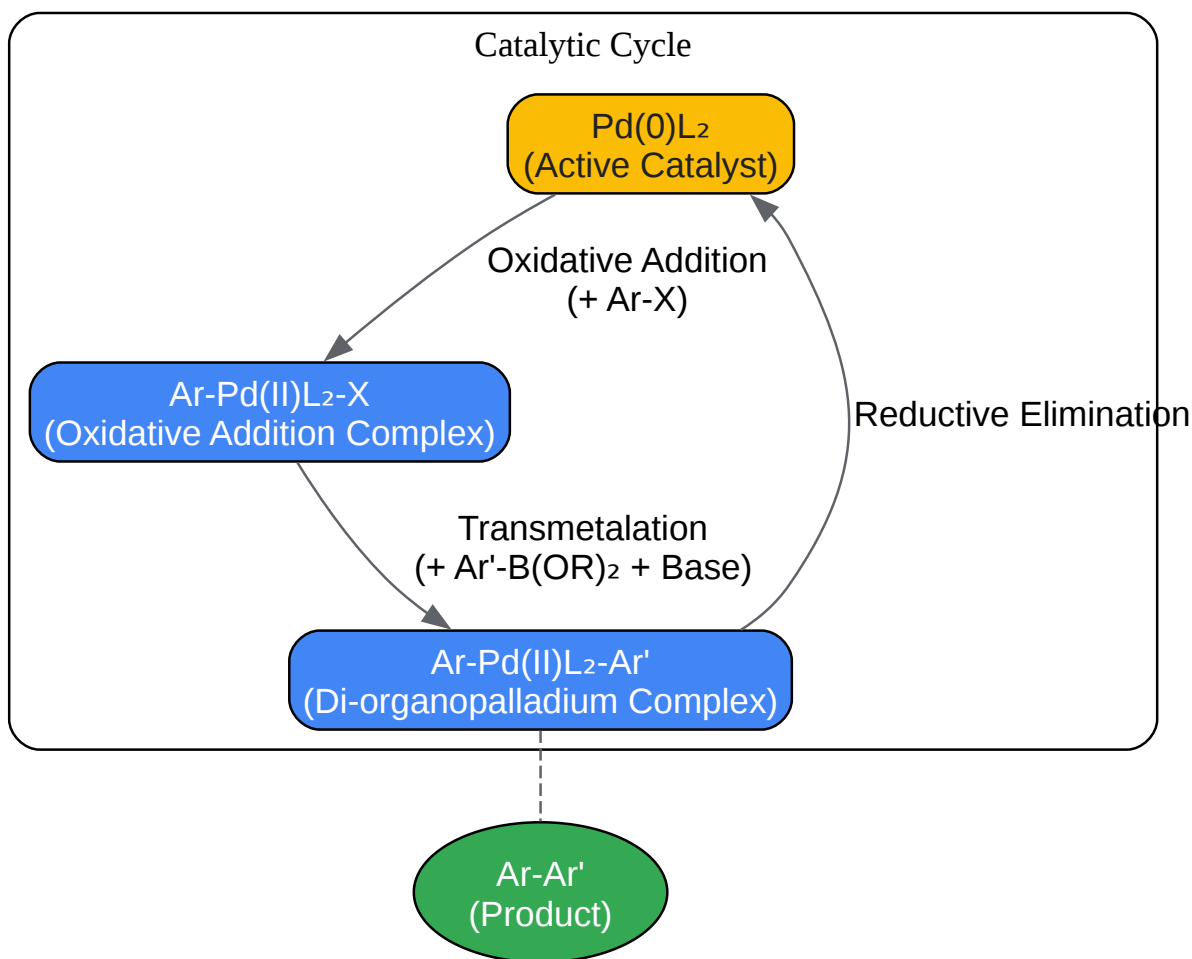 Catalytic Cycle
Pd(0)L₂
(Active Catalyst)
Oxidative Addition
(+ Ar-X)
Ar-Pd(II)L₂-X
(Oxidative Addition Complex)
Reductive Elimination
Transmetalation
(+ Ar'-B(OR)₂ + Base)
Ar-Pd(II)L₂-Ar'
(Di-organopalladium Complex)
Ar-Ar'
(Product)